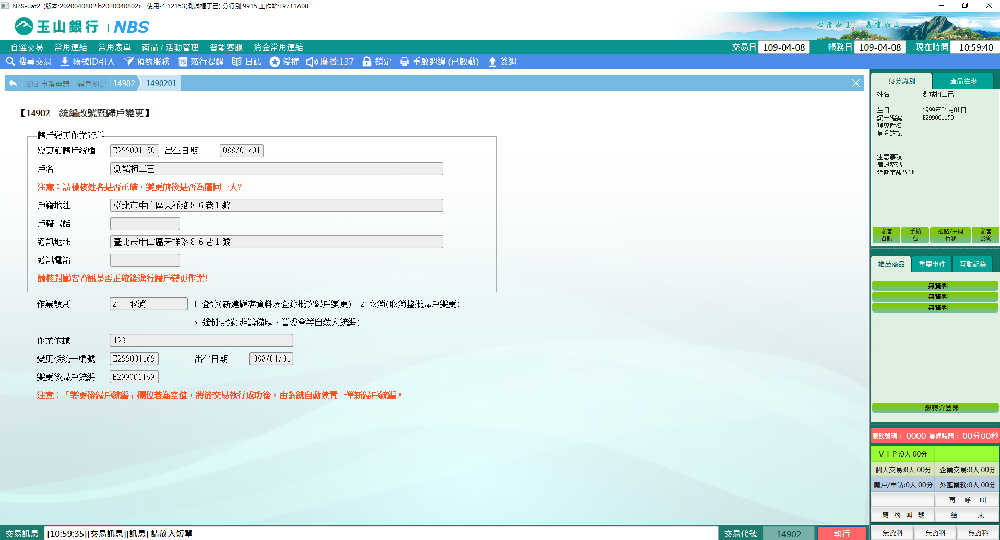 NBS-uat2 (版本:2020040802.b2020040802) 使用者:12153(測試櫃丁己) 分行別:9915 工作站:L9711A08
玉山銀行 | NBS
心清如玉。 義重如山。
自選交易 常用連結 常用表單 商品 / 活動管理 智能客服 消金常用連結 交易日 109-04-08 帳務日 109-04-08 現在時間 10:59:40
搜尋交易 帳號ID引入 預約服務 蒞行提醒 日誌 授權 廣播:137 鎖定 重啟週邊 (已啟動) 簽退
約定事項申請 歸戶約定 14902 1490201
【14902 統編改號暨歸戶變更】
歸戶變更作業資料
變更前歸戶統編 E299001150 出生日期 088/01/01
戶名 測試柯二己
注意：請檢核姓名是否正確，變更前後是否為屬同一人?
戶籍地址 臺北市中山區天祥路８６巷１號
戶籍電話
通訊地址 臺北市中山區天祥路８６巷１號
通訊電話
請核對顧客資訊是否正確後進行歸戶變更作業!
作業類別 2 - 取消 1-登錄(新建顧客資料及登錄批次歸戶變更) 2-取消(取消整批歸戶變更)
3-強制登錄(非籌備處、管委會等自然人統編)
作業依據 123
變更後統一編號 E299001169 出生日期 088/01/01
變更後歸戶統編 E299001169
注意：「變更後歸戶統編」欄位若為空值，將於交易執行成功後，由系統自動建置一筆新歸戶統編。
身分識別 產品往來
姓名 測試柯二己
生日 1999年01月01日
統一編號 E299001150
理專姓名
身分註記
注意事項
簡訊密碼
近期事故異動
顧客資訊 手續費 通路/共同行銷 顧客影像
推薦商品 重要事件 互動記錄
無資料
無資料
無資料
一般轉介登錄
服務號碼： 0000 等候時間： 00分00秒
ＶＩＰ:0人 00分
個人交易:0人 00分 企業交易:0人 00分
開戶/申請:0人 00分 外匯業務:0人 00分
再 呼 叫
預 約 叫 號 結 束
無資料 無資料 無資料
交易訊息 [10:59:35][交易訊息][訊息] 請放入短單 交易代號 14902 執行